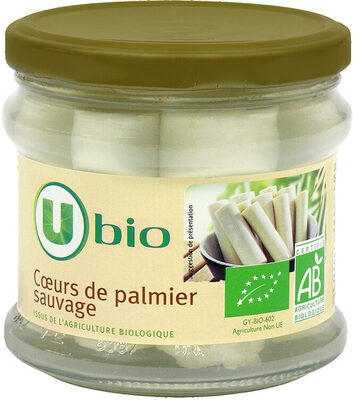 U bio
Cœurs de palmier
sauvage
ISSUS DE L'AGRICULTURE BIOLOGIQUE
suggestion de présentation
GY-BIO-602
Agriculture Non UE
CERTIFIÉ
AB
AGRICULTURE
BIOLOGIQUE